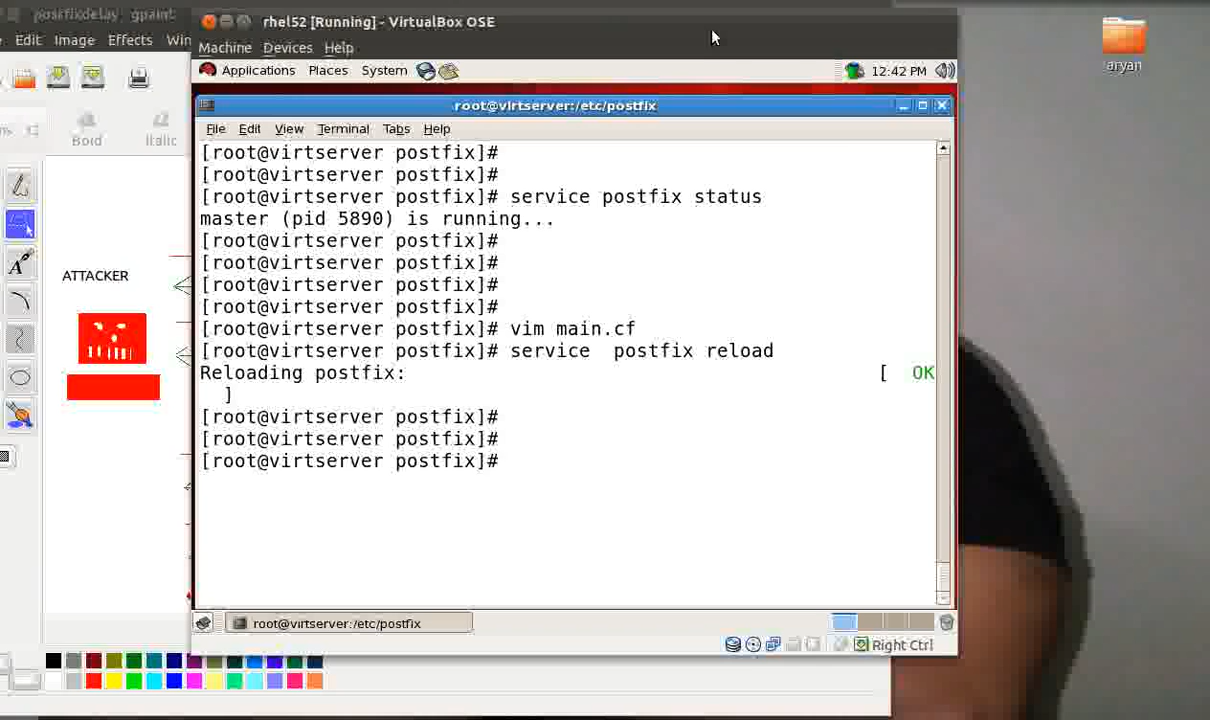 posrfixdelay gpaint
rhel52 [Running] - VirtualBox OSE
Edit Image Effects
Machine Devices Help
Applications Places System
12:42 PM
aryan
root@virtserver:/etc/postfix
File Edit View Terminal Tabs Help
Bold
Italic
[root@virtserver postfix]#
[root@virtserver postfix]#
[root@virtserver postfix]# service postfix status
master (pid 5890) is running...
[root@virtserver postfix]#
[root@virtserver postfix]#
[root@virtserver postfix]#
[root@virtserver postfix]#
[root@virtserver postfix]# vim main.cf
[root@virtserver postfix]# service  postfix reload
Reloading postfix: [ OK
]
[root@virtserver postfix]#
[root@virtserver postfix]#
[root@virtserver postfix]#
ATTACKER
root@virtserver:/etc/postfix
Right Ctrl